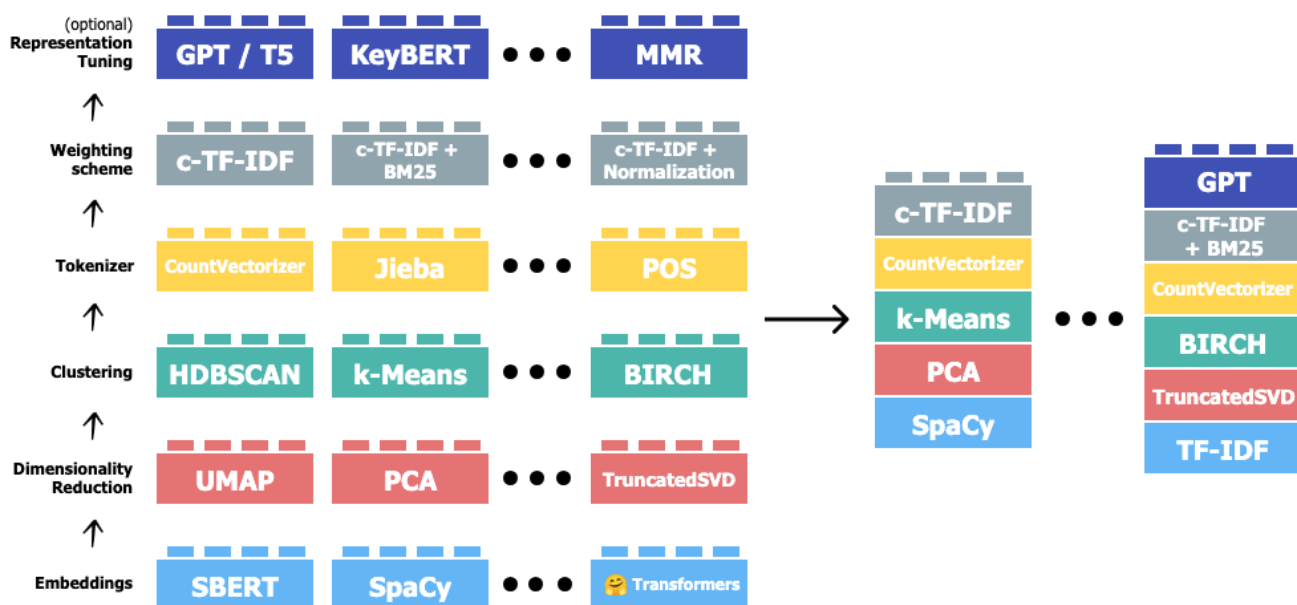 (optional)
Representation
Tuning
GPT / T5
KeyBERT
MMR
Weighting
scheme
c-TF-IDF
c-TF-IDF +
BM25
c-TF-IDF +
Normalization
Tokenizer
CountVectorizer
Jieba
POS
Clustering
HDBSCAN
k-Means
BIRCH
Dimensionality
Reduction
UMAP
PCA
TruncatedSVD
Embeddings
SBERT
SpaCy
🤗 Transformers
c-TF-IDF
CountVectorizer
k-Means
PCA
SpaCy
GPT
c-TF-IDF
+ BM25
CountVectorizer
BIRCH
TruncatedSVD
TF-IDF